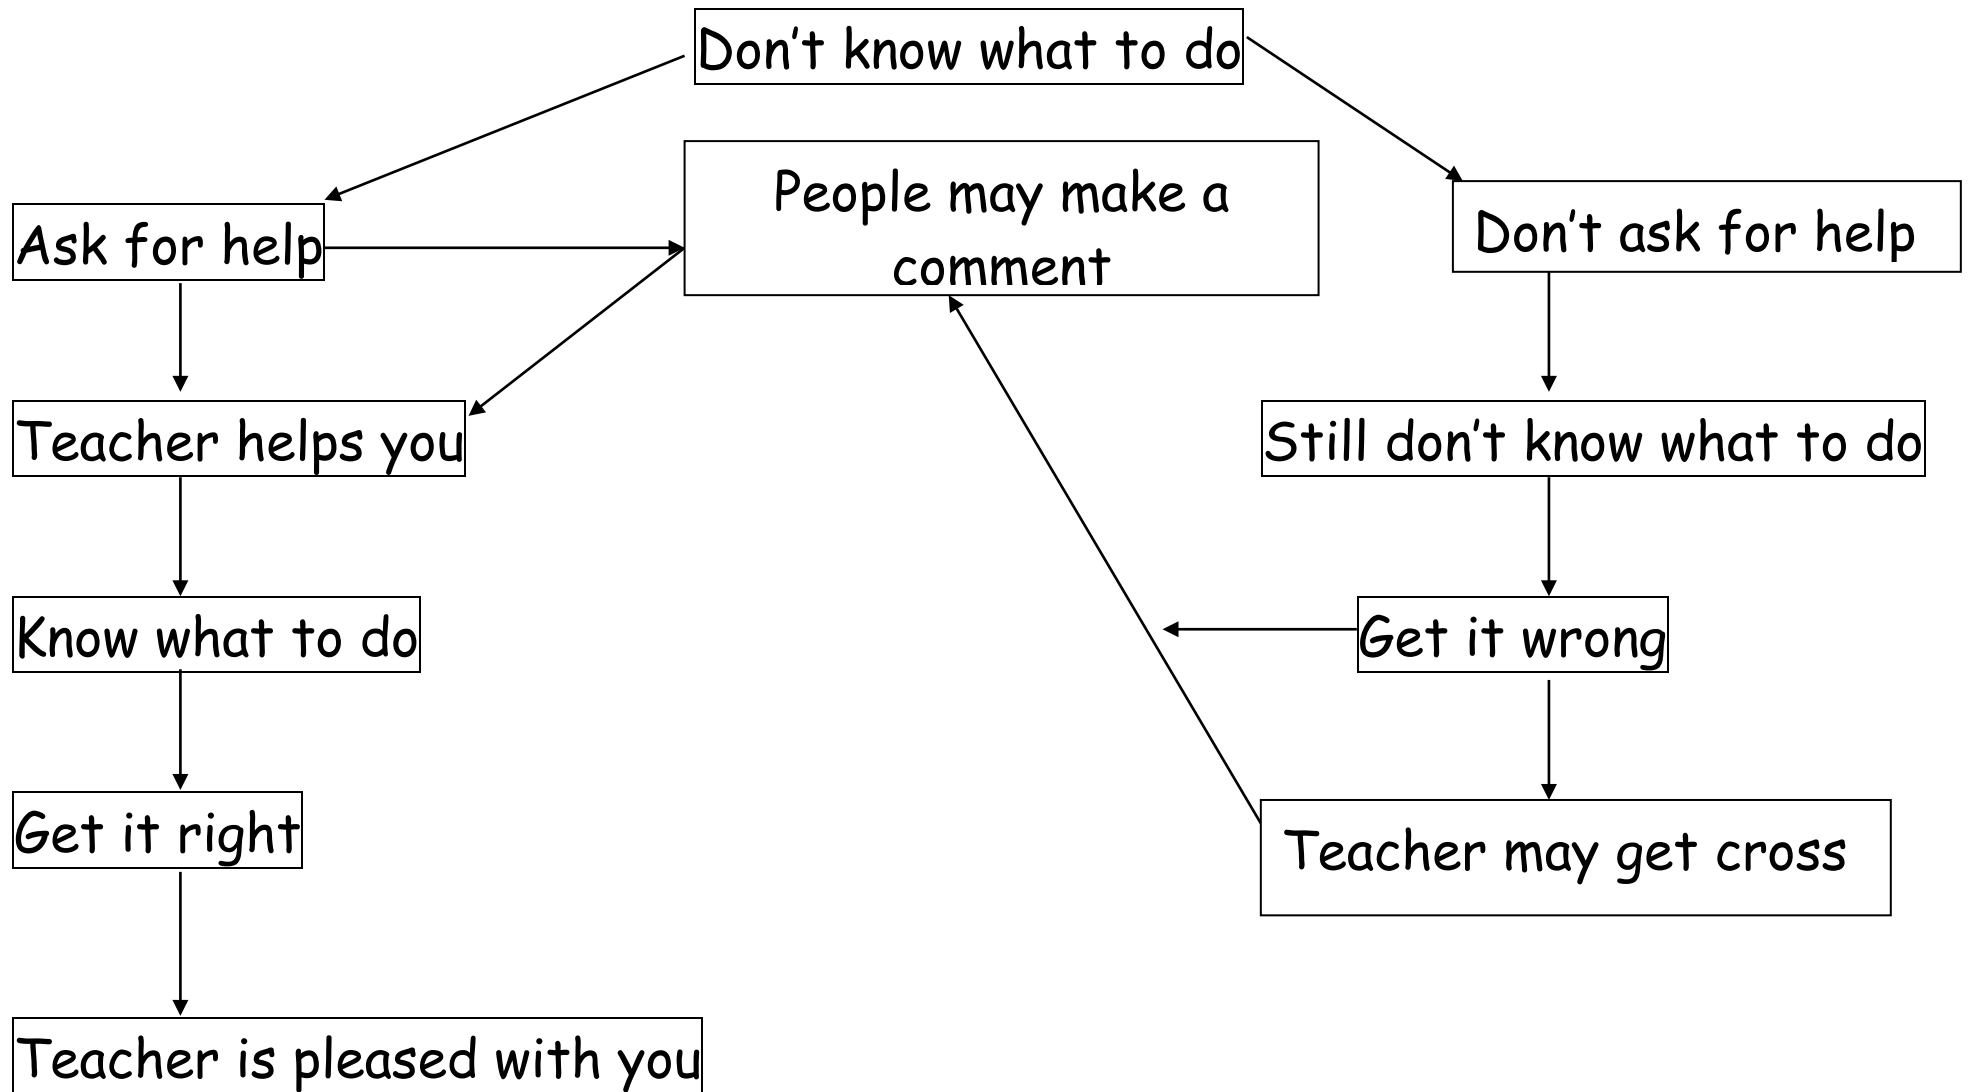 Don’t know what to do
People may make a
comment
Ask for help
Don’t ask for help
Teacher helps you
Still don’t know what to do
Know what to do
Get it wrong
Get it right
Teacher may get cross
Teacher is pleased with you